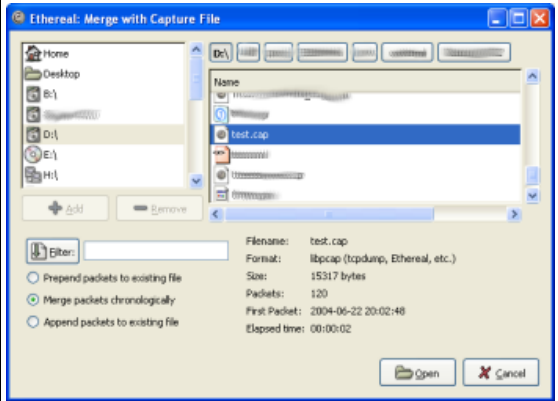 Ethereal: Merge with Capture File
Home
Desktop
B:\
D:\
E:\
H:\
Add
Remove
D:\
Name
test.cap
Filter:
Prepend packets to existing file
Merge packets chronologically
Append packets to existing file
Filename: test.cap
Format: libpcap (tcpdump, Ethereal, etc.)
Size: 15317 bytes
Packets: 120
First Packet: 2004-06-22 20:02:48
Elapsed time: 00:00:02
Open
Cancel